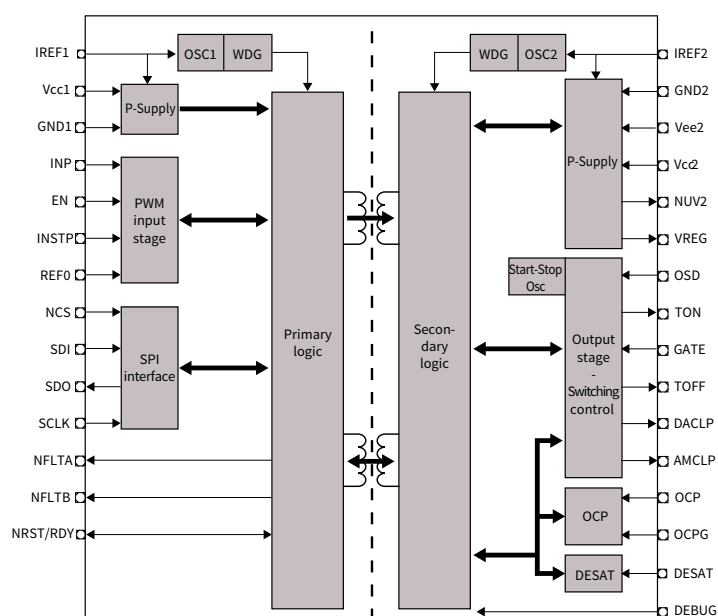 IREF1
OSC1
WDG
WDG
OSC2
IREF2
Vcc1
P-Supply
GND1
GND2
Vee2
P-Supply
Vcc2
NUV2
VREG
INP
EN
PWM
input
stage
INSTP
REF0
Start-Stop
Osc
OSD
NCS
TON
SDI
SPI
interface
SDO
SCLK
Primary
logic
Secon-
dary
logic
Output
stage
-
Switching
control
GATE
TOFF
DACLP
NFLTA
AMCLP
NFLTB
OCP
OCP
NRST/RDY
OCPG
DESAT
DESAT
DEBUG